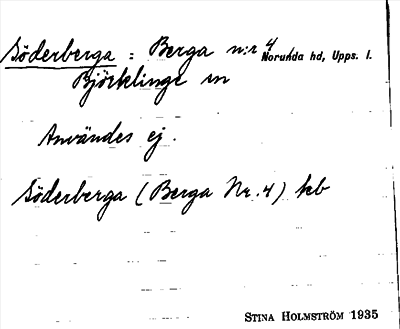 Söderberga : Berga n:r 4, Norunda hd, Upps. l.
Björklinge sn
Användes ej.
Söderberga (Berga Nr. 4) kb
STINA HOLMSTRÖM 1935